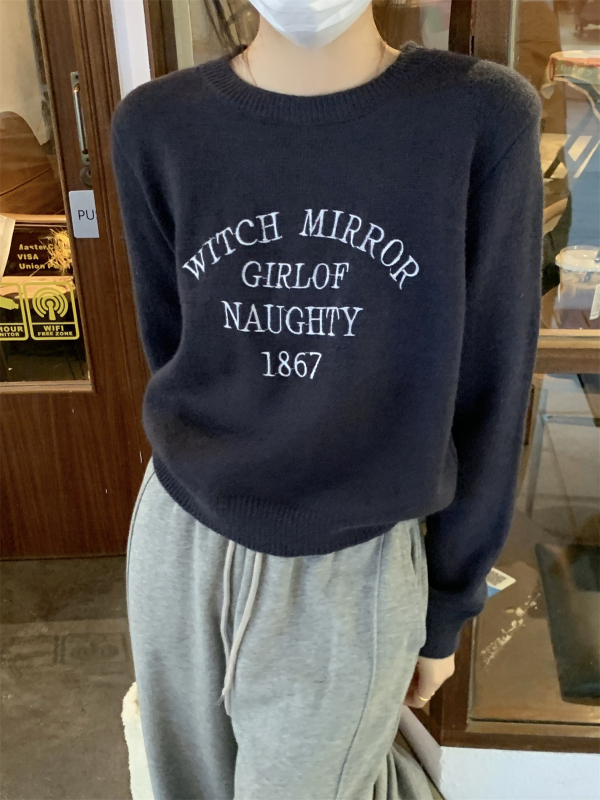 WITCH MIRROR
GIRLOF
NAUGHTY
1867
PU
VISA
WIFI
FREE ZONE